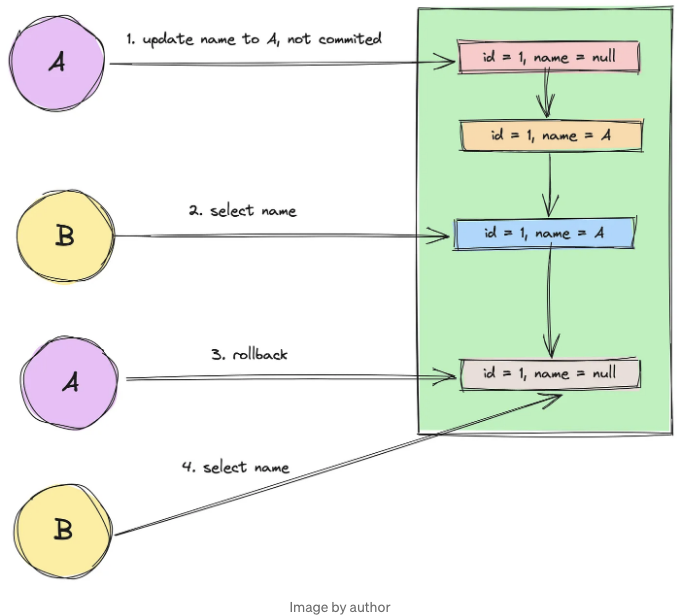 1. update name to A, not commited
A
id = 1, name = null
id = 1, name = A
2. select name
B
id = 1, name = A
3. rollback
A
id = 1, name = null
4. select name
B
Image by author